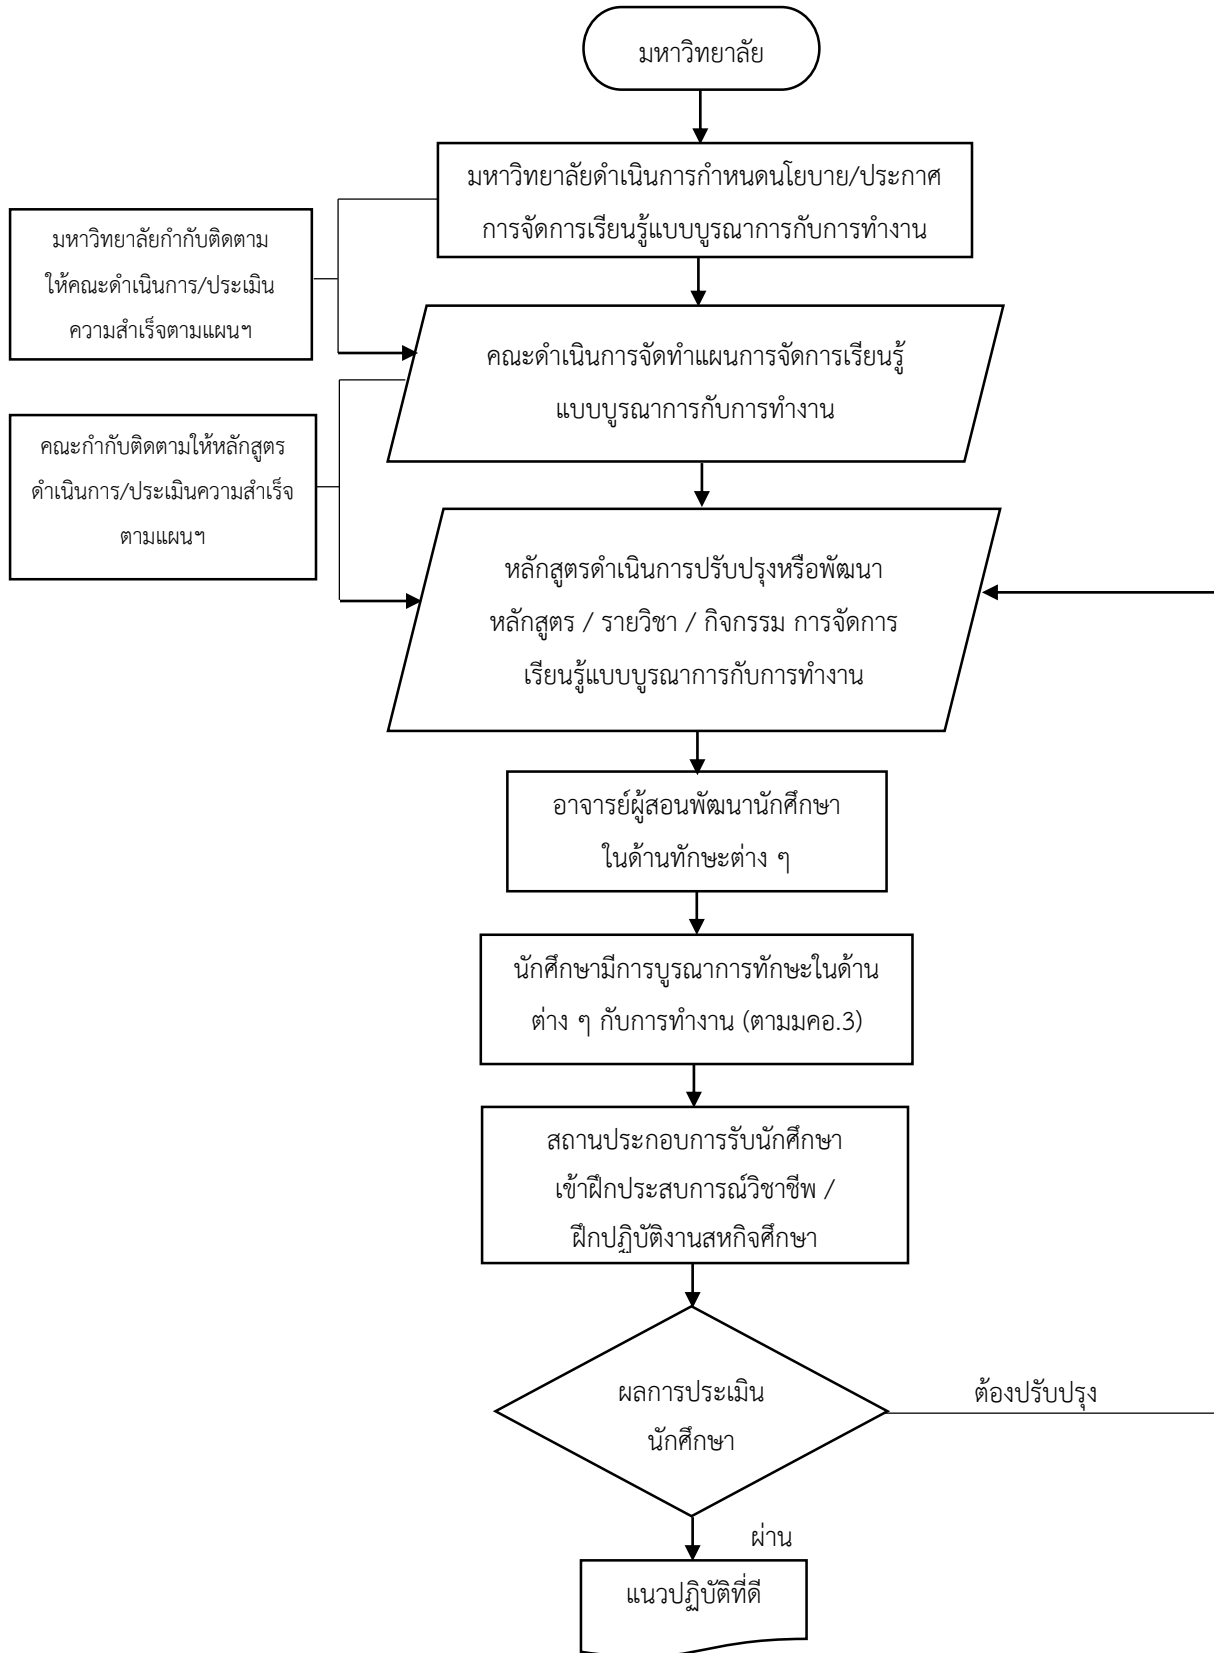 มหาวิทยาลัย
มหาวิทยาลัยดำเนินการกำหนดนโยบาย/ประกาศ
การจัดการเรียนรู้แบบบูรณาการกับการทำงาน
มหาวิทยาลัยกำกับติดตาม
ให้คณะดำเนินการ/ประเมิน
ความสำเร็จตามแผนฯ
คณะดำเนินการจัดทำแผนการจัดการเรียนรู้
แบบบูรณาการกับการทำงาน
คณะกำกับติดตามให้หลักสูตร
ดำเนินการ/ประเมินความสำเร็จ
ตามแผนฯ
หลักสูตรดำเนินการปรับปรุงหรือพัฒนา
หลักสูตร / รายวิชา / กิจกรรม การจัดการ
เรียนรู้แบบบูรณาการกับการทำงาน
อาจารย์ผู้สอนพัฒนานักศึกษา
ในด้านทักษะต่าง ๆ
นักศึกษามีการบูรณาการทักษะในด้าน
ต่าง ๆ กับการทำงาน (ตามมคอ.3)
สถานประกอบการรับนักศึกษา
เข้าฝึกประสบการณ์วิชาชีพ /
ฝึกปฏิบัติงานสหกิจศึกษา
ผลการประเมิน
นักศึกษา
ต้องปรับปรุง
ผ่าน
แนวปฏิบัติที่ดี